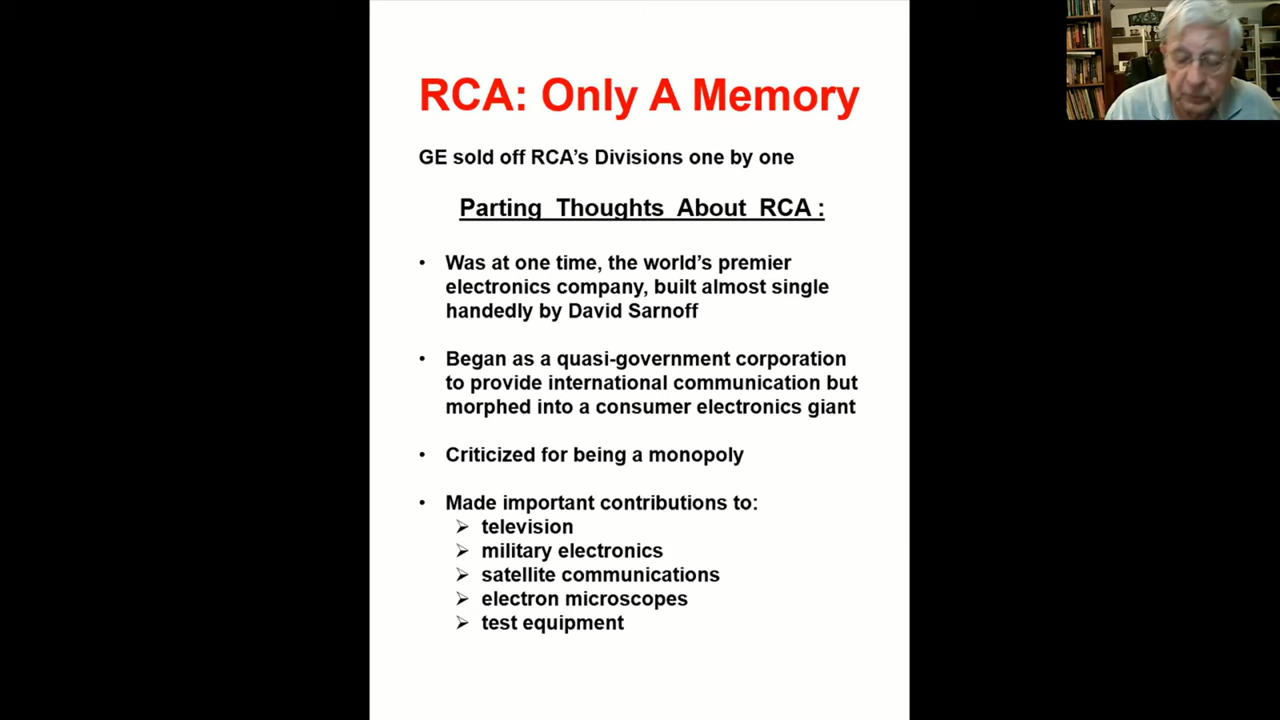 RCA: Only A Memory
GE sold off RCA's Divisions one by one
Parting Thoughts About RCA :
• Was at one time, the world's premier
electronics company, built almost single
handedly by David Sarnoff
• Began as a quasi-government corporation
to provide international communication but
morphed into a consumer electronics giant
• Criticized for being a monopoly
• Made important contributions to:
➢ television
➢ military electronics
➢ satellite communications
➢ electron microscopes
➢ test equipment